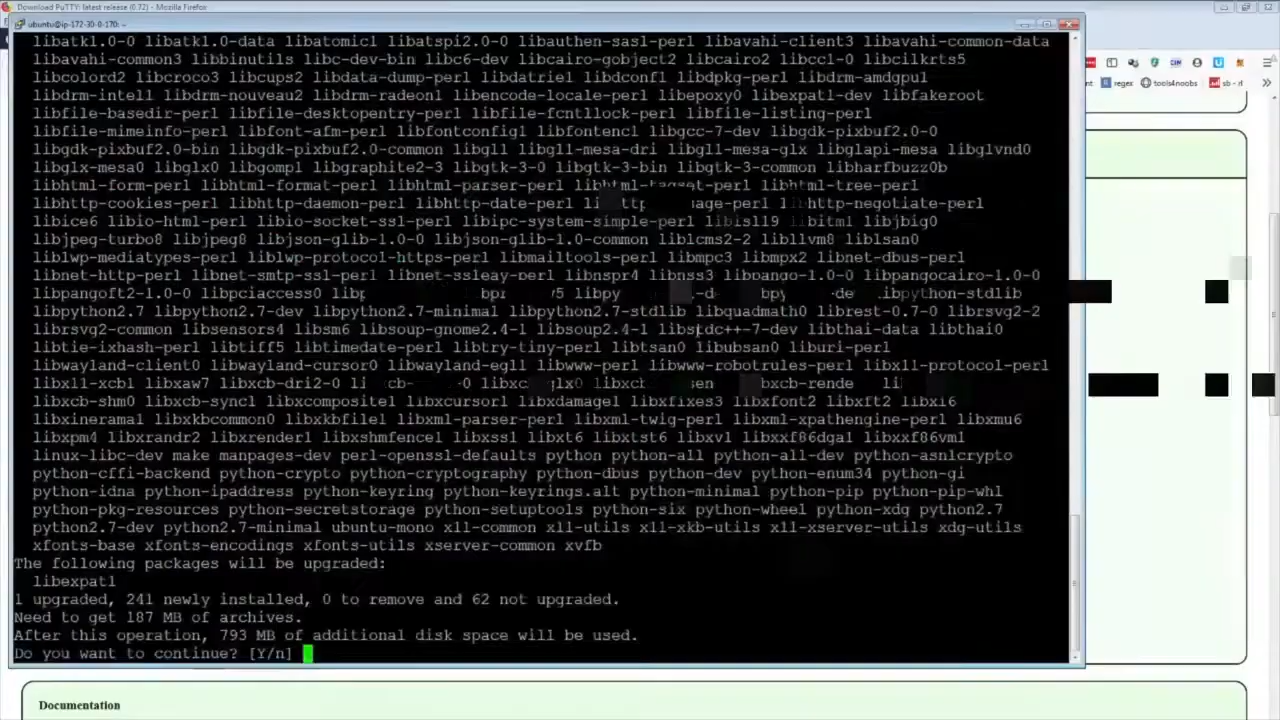 Download PuTTY: latest release (0.72) - Mozilla Firefox
ubuntu@ip-172-30-0-170: ~
libatk1.0-0 libatk1.0-data libatomic1 libatspi2.0-0 libauthen-sasl-perl libavahi-client3 libavahi-common-data
libavahi-common3 libbinutils libc-dev-bin libc6-dev libcairo-gobject2 libcairo2 libcc1-0 libcilkrts5
libcolord2 libcroco3 libcups2 libdata-dump-perl libdatrie1 libdconf1 libdpkg-perl libdrm-amdgpu1
libdrm-intel1 libdrm-nouveau2 libdrm-radeon1 libencode-locale-perl libepoxy0 libexpat1-dev libfakeroot
libfile-basedir-perl libfile-desktopentry-perl libfile-fcntllock-perl libfile-listing-perl
libfile-mimeinfo-perl libfont-afm-perl libfontconfig1 libfontenc1 libgcc-7-dev libgdk-pixbuf2.0-0
libgdk-pixbuf2.0-bin libgdk-pixbuf2.0-common libgl1 libgl1-mesa-dri libgl1-mesa-glx libglapi-mesa libglvnd0
libglx-mesa0 libglx0 libgomp1 libgraphite2-3 libgtk-3-0 libgtk-3-bin libgtk-3-common libharfbuzz0b
libhtml-form-perl libhtml-format-perl libhtml-parser-perl libhtml-tagset-perl libhtml-tree-perl
libhttp-cookies-perl libhttp-daemon-perl libhttp-date-perl libhttp-negotiate-perl
libice6 libio-html-perl libio-socket-ssl-perl libipc-system-simple-perl libisl19 libitm1 libjbig0
libjpeg-turbo8 libjpeg8 libjson-glib-1.0-0 libjson-glib-1.0-common liblcms2-2 libllvm8 liblsan0
liblwp-mediatypes-perl liblwp-protocol-https-perl libmailtools-perl libmpc3 libmpx2 libnet-dbus-perl
libnet-http-perl libnet-smtp-ssl-perl libnet-ssleay-perl libnspr4 libnss3 libpango-1.0-0 libpangocairo-1.0-0
libpangoft2-1.0-0 libpciaccess0 libpython-stdlib
libpython2.7 libpython2.7-dev libpython2.7-minimal libpython2.7-stdlib libquadmath0 librest-0.7-0 librsvg2-2
librsvg2-common libsensors4 libsm6 libsoup-gnome2.4-1 libsoup2.4-1 libstdc++-7-dev libthai-data libthai0
libtie-ixhash-perl libtiff5 libtimedate-perl libtry-tiny-perl libtsan0 libubsan0 liburi-perl
libwayland-client0 libwayland-cursor0 libwayland-egl1 libwww-perl libwww-robotrules-perl libx11-protocol-perl
libx11-xcb1 libxaw7 libxcb-dri2-0
libxcb-shm0 libxcb-sync1 libxcomposite1 libxcursor1 libxdamage1 libxfixes3 libxfont2 libxft2 libxi6
libxinerama1 libxkbcommon0 libxkbfile1 libxml-parser-perl libxml-twig-perl libxml-xpathengine-perl libxmu6
libxpm4 libxrandr2 libxrender1 libxshmfence1 libxss1 libxt6 libxtst6 libxv1 libxxf86dga1 libxxf86vm1
linux-libc-dev make manpages-dev perl-openssl-defaults python python-all python-all-dev python-asn1crypto
python-cffi-backend python-crypto python-cryptography python-dbus python-dev python-enum34 python-gi
python-idna python-ipaddress python-keyring python-keyrings.alt python-minimal python-pip python-pip-whl
python-pkg-resources python-secretstorage python-setuptools python-six python-wheel python-xdg python2.7
python2.7-dev python2.7-minimal ubuntu-mono x11-common x11-utils x11-xkb-utils x11-xserver-utils xdg-utils
xfonts-base xfonts-encodings xfonts-utils xserver-common xvfb
The following packages will be upgraded:
libexpat1
1 upgraded, 241 newly installed, 0 to remove and 62 not upgraded.
Need to get 187 MB of archives.
After this operation, 793 MB of additional disk space will be used.
Do you want to continue? [Y/n]
regex tools4noobs
Documentation